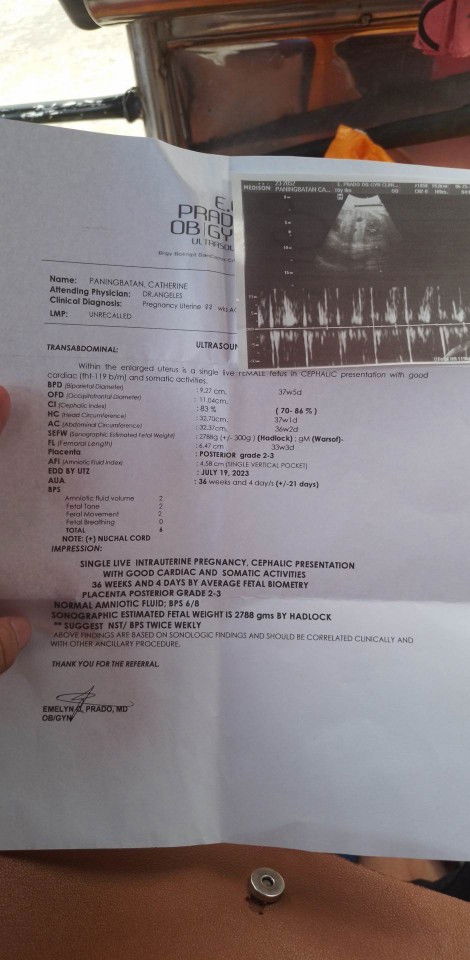 MEDISON
PANINGBATAN, CA...
E. PRADO OB GYN CLIN...
PRAD
OB|GY
Name: PANINGBATAN, CATHERINE
Attending Physician: DR.ANGELES
Clinical Diagnosis: Pregnancy Uterine
LMP: UNRECALLED
TRANSABDOMINAL: ULTRASOUN
Within the enlarged uterus is a single live FEMALE fetus in CEPHALIC presentation with good
cardiac (fht-119 b/m) and somatic activities.
BPD (Biparietal Diameter) : 9.27 cm. 37w5d
OFD (Occipitofrontal Diameter) : 11.04cm.
CI (Cephalic Index) : 83 % ( 70- 86 %)
HC (Head Circumference) : 32.70cm. 37w1d
AC (Abdominal Circumference) : 32.37cm. 36w2d
SEFW (Sonographic Estimated Fetal Weight) : 2788g (+/- 300g ) (Hadlock) : gM (Warsof)-
FL (Femoral Length) : 6.47 cm 33w3d
Placenta : POSTERIOR grade 2-3
AFI (Amniotic Fluid Index) : 4.58 cm (SINGLE VERTICAL POCKET)
EDD BY UTZ : JULY 19, 2023
AUA : 36 weeks and 4 day/s (+/-21 days)
BPS
Amniotic fluid volume 2
Fetal Tone 2
Feral Movement 2
Fetal Breathing 0
TOTAL 6
NOTE: (+) NUCHAL CORD
IMPRESSION:
SINGLE LIVE INTRAUTERINE PREGNANCY, CEPHALIC PRESENTATION
WITH GOOD CARDIAC AND SOMATIC ACTIVITIES
36 WEEKS AND 4 DAYS BY AVERAGE FETAL BIOMETRY
PLACENTA POSTERIOR GRADE 2-3
NORMAL AMNIOTIC FLUID; BPS 6/8
SONOGRAPHIC ESTIMATED FETAL WEIGHT IS 2788 gms BY HADLOCK
** SUGGEST NST/ BPS TWICE WEKLY
ABOVE FINDINGS ARE BASED ON SONOLOGIC FINDINGS AND SHOULD BE CORRELATED CLINICALLY AND
WITH OTHER ANCILLARY PROCEDURE.
THANK YOU FOR THE REFERRAL.
EMELYN PRADO, MD
OB/GYN